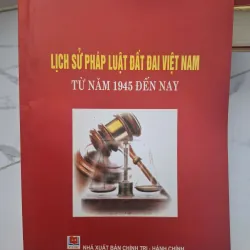 LỊCH SỬ PHÁP LUẬT ĐẤT ĐAI VIỆT NAM
TỪ NĂM 1945 ĐẾN NAY
NHÀ XUẤT BẢN CHÍNH TRỊ - HÀNH CHÍNH